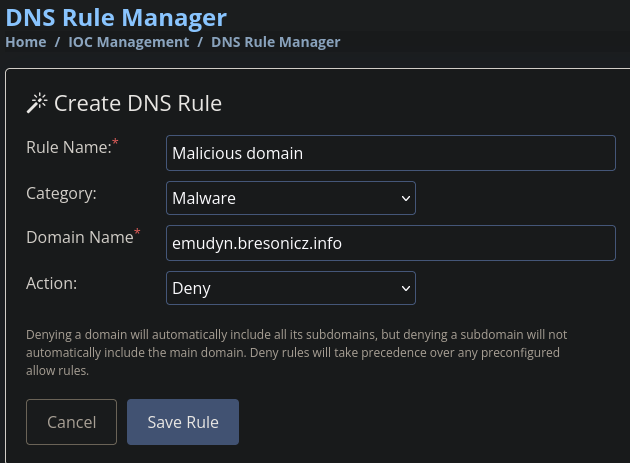 DNS Rule Manager
Home / IOC Management / DNS Rule Manager
Create DNS Rule
Rule Name:* Malicious domain
Category: Malware
Domain Name* emudyn.bresonicz.info
Action: Deny
Denying a domain will automatically include all its subdomains, but denying a subdomain will not
automatically include the main domain. Deny rules will take precedence over any preconfigured
allow rules.
Cancel Save Rule